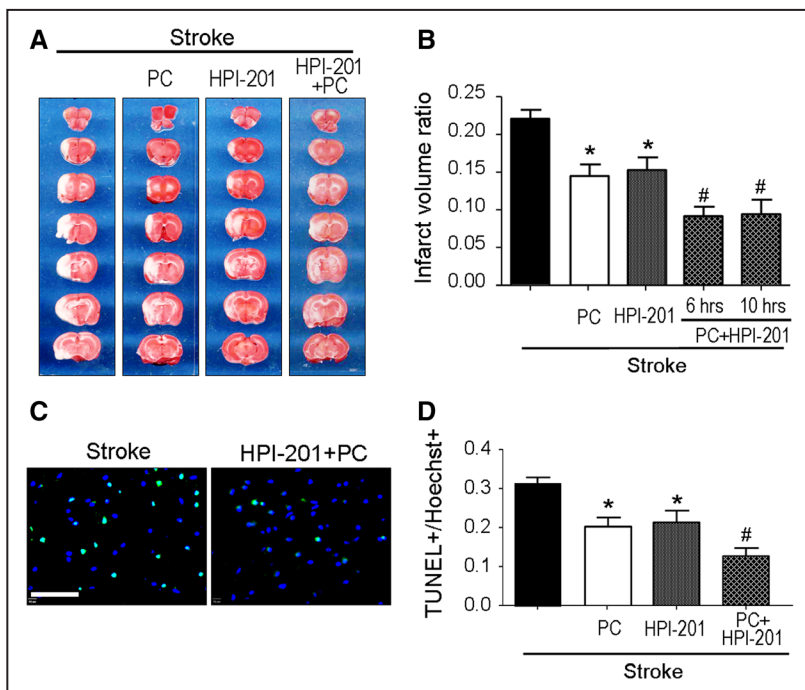 A
Stroke
PC
HPI-201
HPI-201
+PC
B
Infarct volume ratio
0.25
0.20
0.15
0.10
0.05
0.00
*
*
#
#
PC
HPI-201
6 hrs
10 hrs
PC+HPI-201
Stroke
C
Stroke
HPI-201+PC
D
TUNEL+/Hoechst+
0.4
0.3
0.2
0.1
0.0
*
*
#
PC
HPI-201
PC+
HPI-201
Stroke